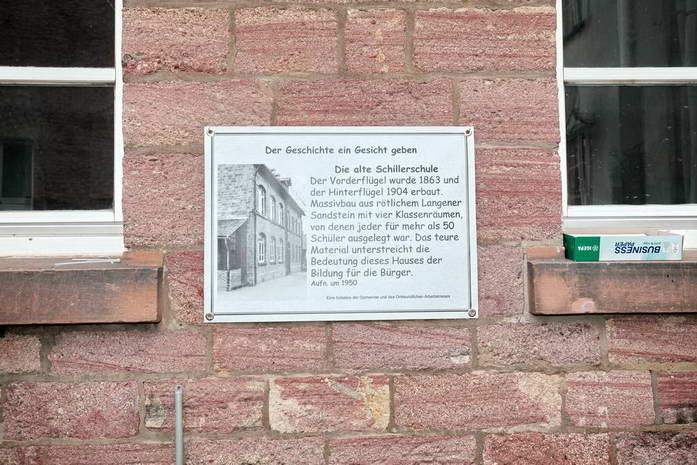 Der Geschichte ein Gesicht geben
Die alte Schillerschule
Der Vorderflügel wurde 1863 und
der Hinterflügel 1904 erbaut.
Massivbau aus rötlichem Langener
Sandstein mit vier Klassenräumen,
von denen jeder für mehr als 50
Schüler ausgelegt war. Das teure
Material unterstreicht die
Bedeutung dieses Hauses der
Bildung für die Bürger.
Aufn. um 1950
Eine Initiative der Gemeinde und des Ortskundlichen Arbeitskreises
IGEPA
BUSINESS
PAPER